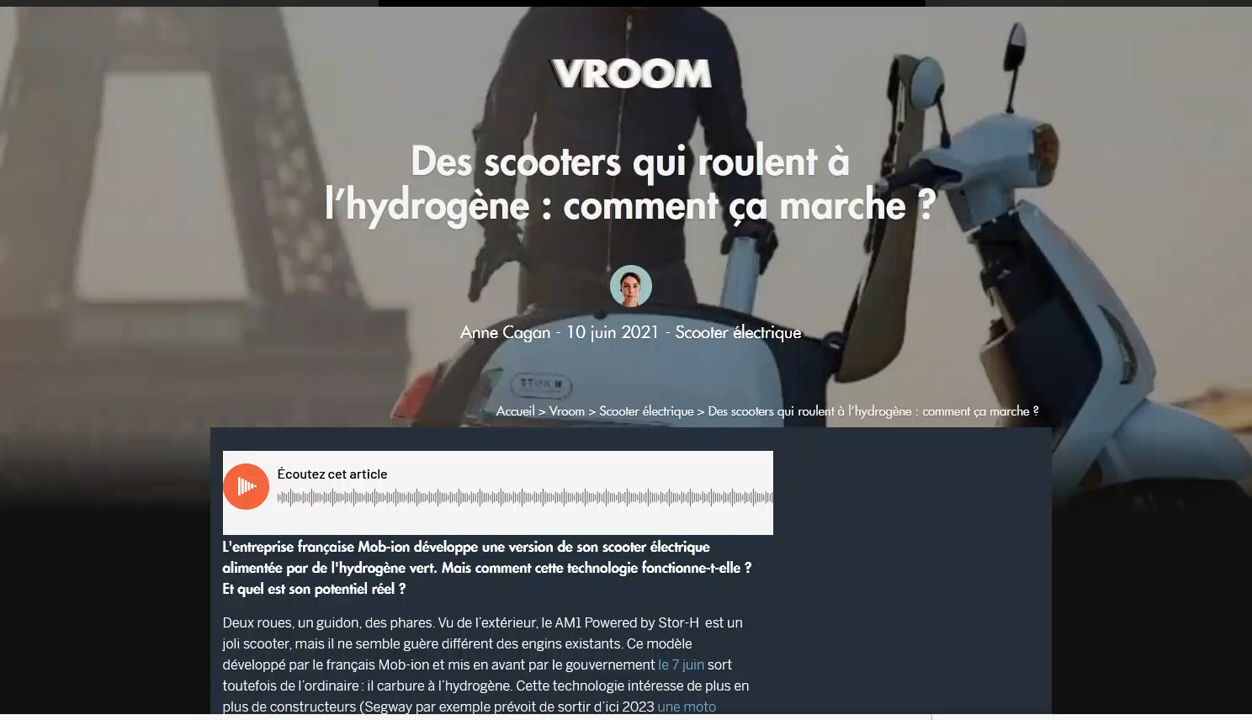 VROOM
Des scooters qui roulent à
l’hydrogène : comment ça marche ?
Anne Cagan - 10 juin 2021 - Scooter électrique
STOR H
Accueil > Vroom > Scooter électrique > Des scooters qui roulent à l’hydrogène : comment ça marche ?
Écoutez cet article
L'entreprise française Mob-ion développe une version de son scooter électrique
alimentée par de l'hydrogène vert. Mais comment cette technologie fonctionne-t-elle ?
Et quel est son potentiel réel ?
Deux roues, un guidon, des phares. Vu de l’extérieur, le AM1 Powered by Stor-H est un
joli scooter, mais il ne semble guère différent des engins existants. Ce modèle
développé par le français Mob-ion et mis en avant par le gouvernement le 7 juin sort
toutefois de l’ordinaire : il carbure à l’hydrogène. Cette technologie intéresse de plus en
plus de constructeurs (Segway par exemple prévoit de sortir d’ici 2023 une moto